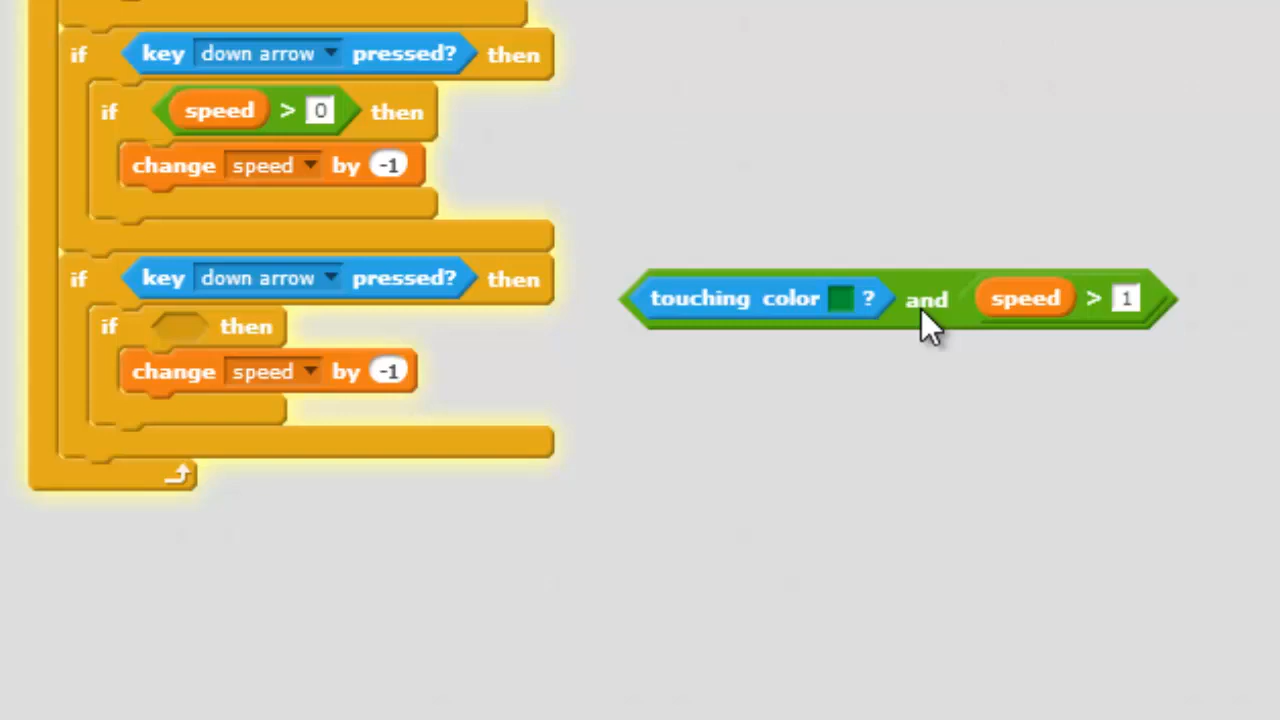 if key down arrow pressed? then
if speed > 0 then
change speed by -1
if key down arrow pressed? then
touching color ? and speed > 1
if then
change speed by -1